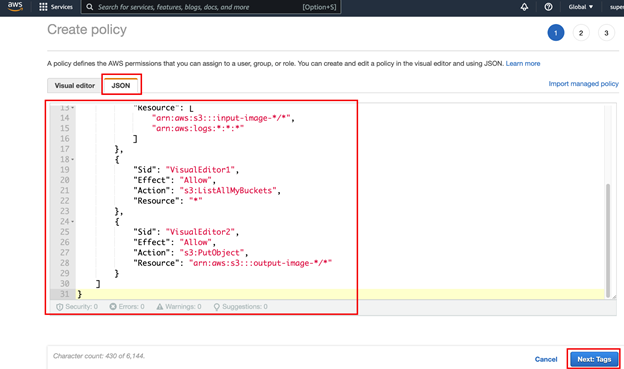 aws Services Search for services, features, blogs, docs, and more [Option+S] Global
Create policy
1 2 3
A policy defines the AWS permissions that you can assign to a user, group, or role. You can create and edit a policy in the visual editor and using JSON. Learn more
Visual editor JSON Import managed policy
13 "Resource": [
14 "arn:aws:s3:::input-image-*/*",
15 "arn:aws:logs:*:*:*"
16 ]
17 },
18 {
19 "Sid": "VisualEditor1",
20 "Effect": "Allow",
21 "Action": "s3:ListAllMyBuckets",
22 "Resource": "*"
23 },
24 {
25 "Sid": "VisualEditor2",
26 "Effect": "Allow",
27 "Action": "s3:PutObject",
28 "Resource": "arn:aws:s3:::output-image-*/*"
29 }
30 ]
31 }
Security: 0 Errors: 0 Warnings: 0 Suggestions: 0
Character count: 430 of 6,144.
Cancel Next: Tags